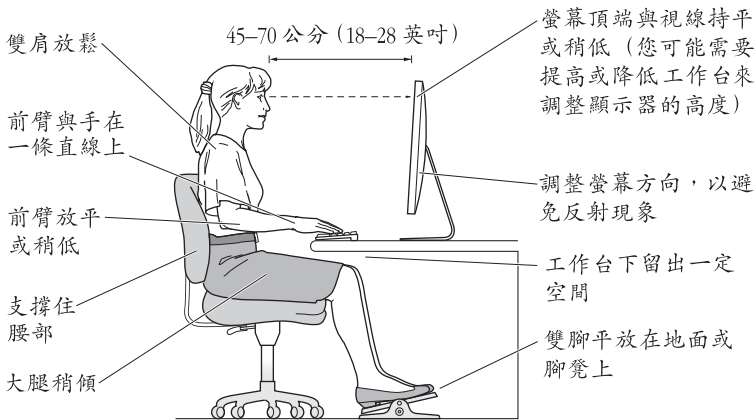 雙肩放鬆
45–70 公分 (18–28 英吋)
螢幕頂端與視線持平
或稍低（您可能需要
提高或降低工作台來
調整顯示器的高度）
前臂與手在
一條直線上
調整螢幕方向，以避
免反射現象
前臂放平
或稍低
工作台下留出一定
空間
支撐住
腰部
雙腳平放在地面或
腳凳上
大腿稍傾